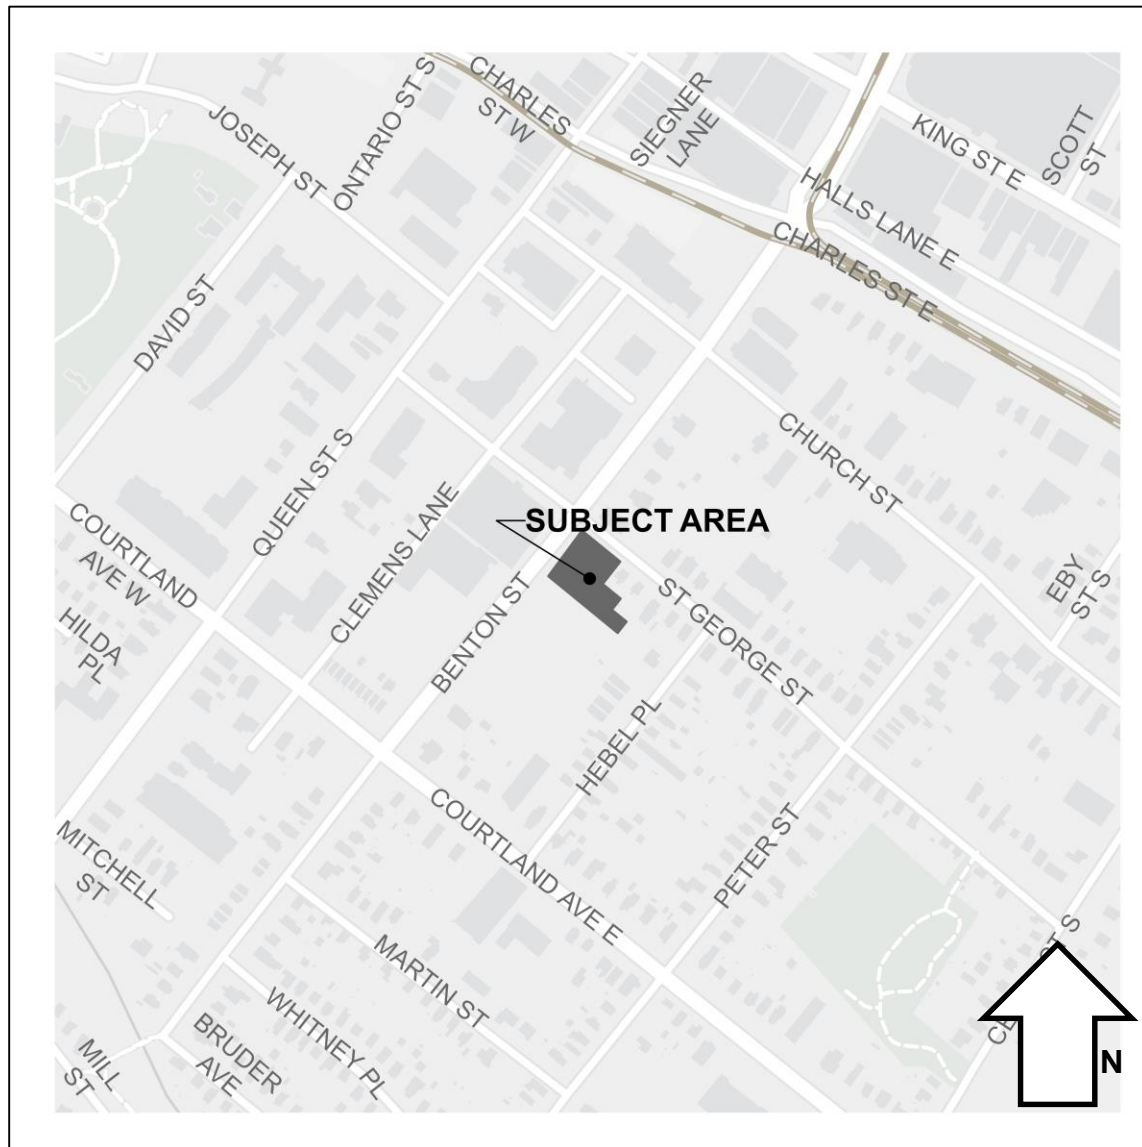 CHARLES
ST W
ONTARIO ST S
JOSEPH ST
SIEGNER
LANE
KING ST E
SCOTT
ST
HALLS LANE E
CHARLES ST E
DAVID ST
CHURCH ST
QUEEN ST S
CLEMENS LANE
SUBJECT AREA
COURTLAND
AVE W
BENTON ST
ST GEORGE ST
EBY
ST S
HILDA
PL
HEBEL PL
COURTLAND AVE E
PETER ST
MITCHELL
ST
MARTIN ST
WHITNEY PL
BRUDER
AVE
MILL
ST
N